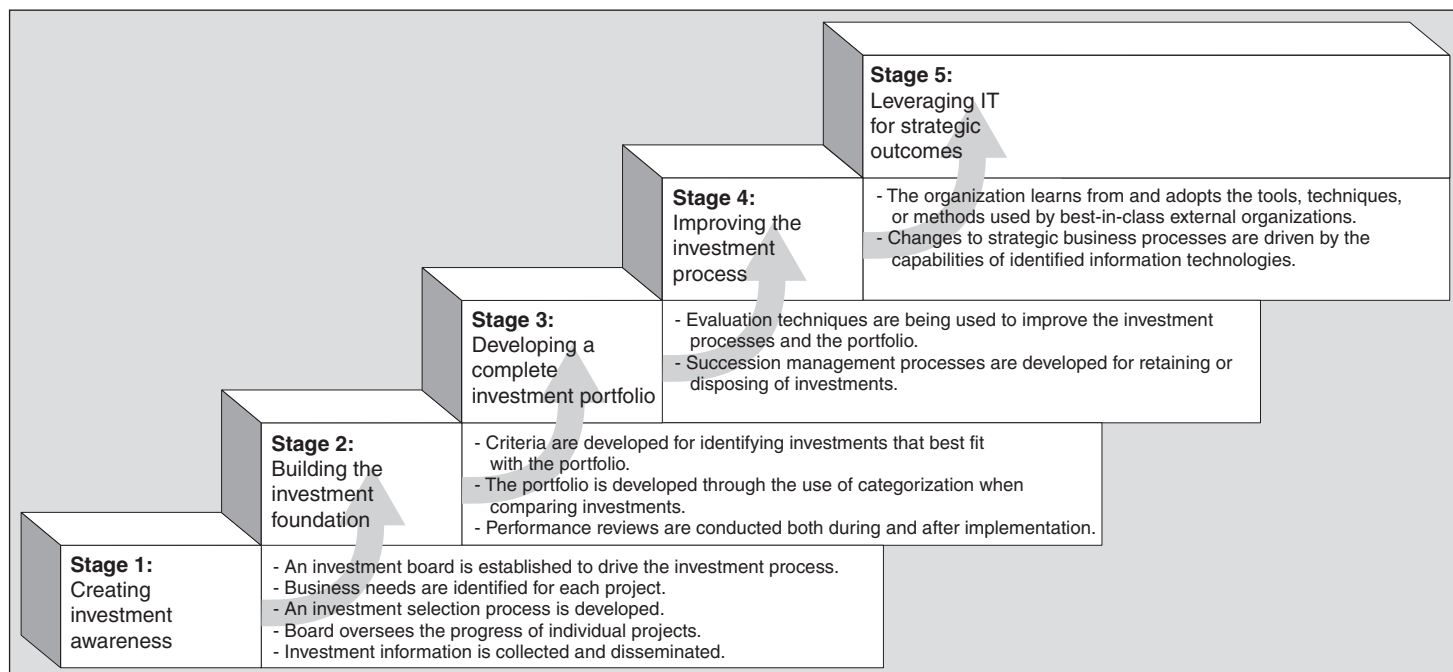 Stage 5:
Leveraging IT
for strategic
outcomes
- The organization learns from and adopts the tools, techniques,
or methods used by best-in-class external organizations.
- Changes to strategic business processes are driven by the
capabilities of identified information technologies.
Stage 4:
Improving the
investment
process
- Evaluation techniques are being used to improve the investment
processes and the portfolio.
- Succession management processes are developed for retaining or
disposing of investments.
Stage 3:
Developing a
complete
investment portfolio
- Criteria are developed for identifying investments that best fit
with the portfolio.
- The portfolio is developed through the use of categorization when
comparing investments.
- Performance reviews are conducted both during and after implementation.
Stage 2:
Building the
investment
foundation
- An investment board is established to drive the investment process.
- Business needs are identified for each project.
- An investment selection process is developed.
- Board oversees the progress of individual projects.
- Investment information is collected and disseminated.
Stage 1:
Creating
investment
awareness